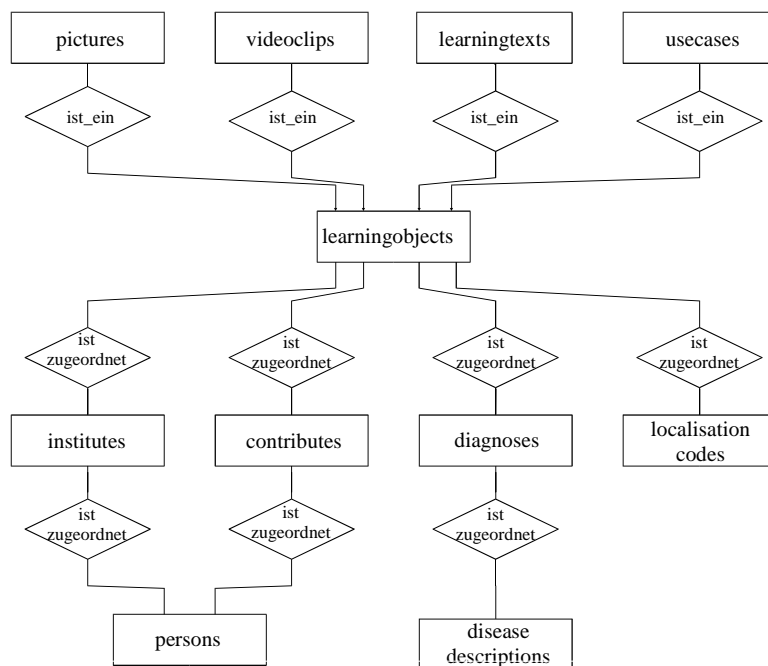 pictures
videoclips
learningtexts
usecases
ist_ein
ist_ein
ist_ein
ist_ein
learningobjects
ist
zugeordnet
ist
zugeordnet
ist
zugeordnet
ist
zugeordnet
institutes
contributes
diagnoses
localisation
codes
ist
zugeordnet
ist
zugeordnet
ist
zugeordnet
persons
disease
descriptions